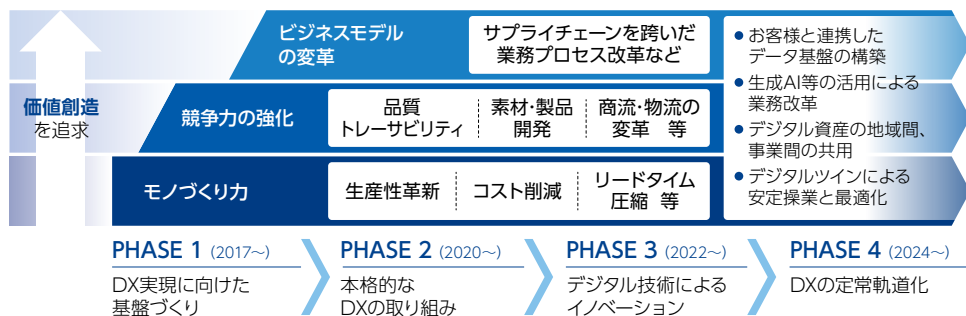 価値創造
を追求
ビジネスモデル
の変革
サプライチェーンを跨いだ
業務プロセス改革など
競争力の強化
品質
トレーサビリティ
素材・製品
開発
商流・物流の
変革 等
モノづくり力
生産性革新
コスト削減
リードタイム
圧縮 等
● お客様と連携した
データ基盤の構築
● 生成AI等の活用による
業務改革
● デジタル資産の地域間、
事業間の共用
● デジタルツインによる
安定操業と最適化
PHASE 1 (2017〜)
DX実現に向けた
基盤づくり
PHASE 2 (2020〜)
本格的な
DXの取り組み
PHASE 3 (2022〜)
デジタル技術による
イノベーション
PHASE 4 (2024〜)
DXの定常軌道化